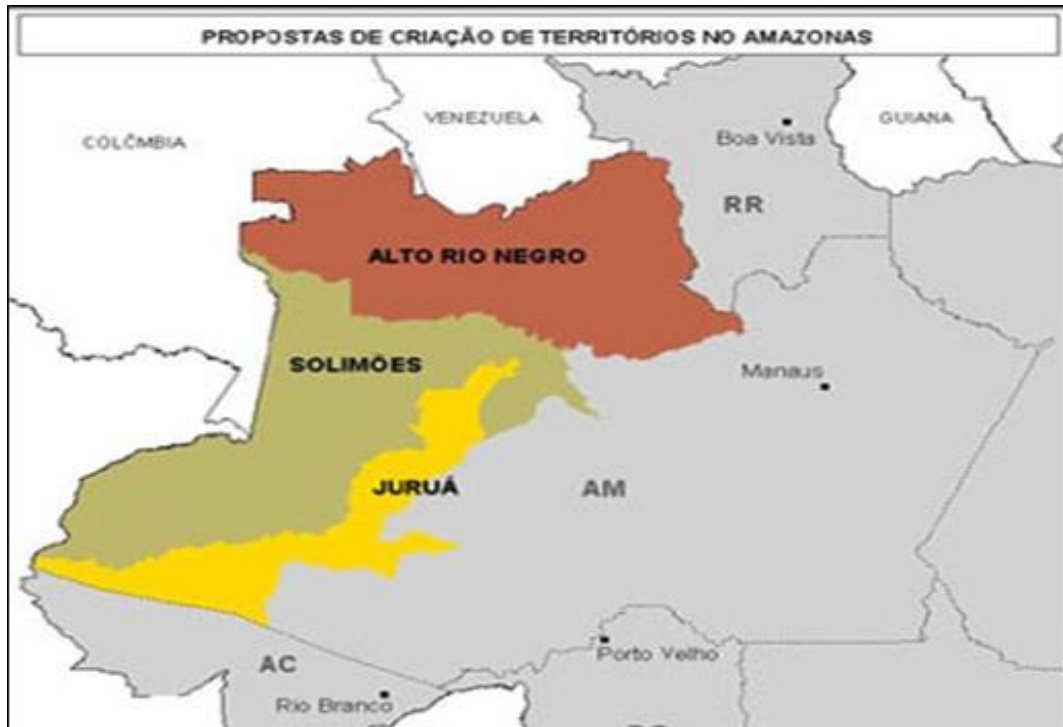 PROPOSTAS DE CRIAÇÃO DE TERRITÓRIOS NO AMAZONAS
VENEZUELA
GUIANA
COLÔMBIA
Boa Vista
RR
ALTO RIO NEGRO
SOLIMÕES
Manaus
JURUÁ
AM
Porto Velho
AC
Rio Branco